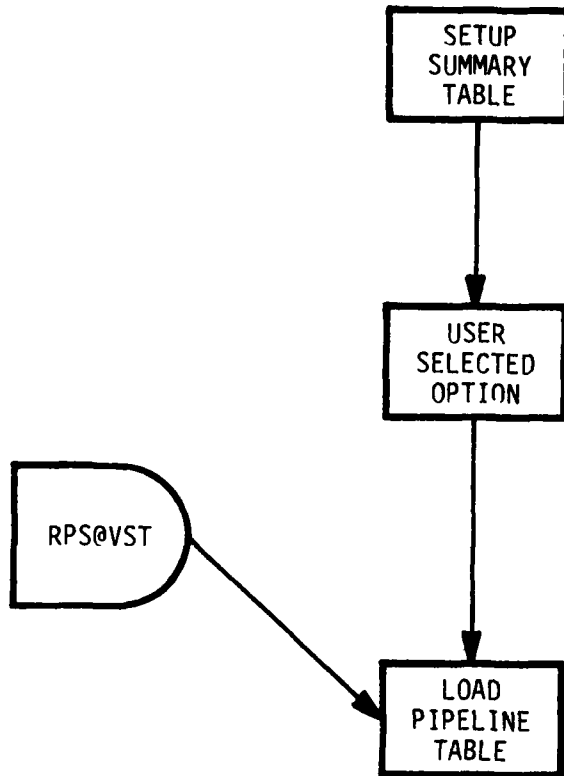 SETUP
SUMMARY
TABLE
USER
SELECTED
OPTION
RPS@VST
LOAD
PIPELINE
TABLE